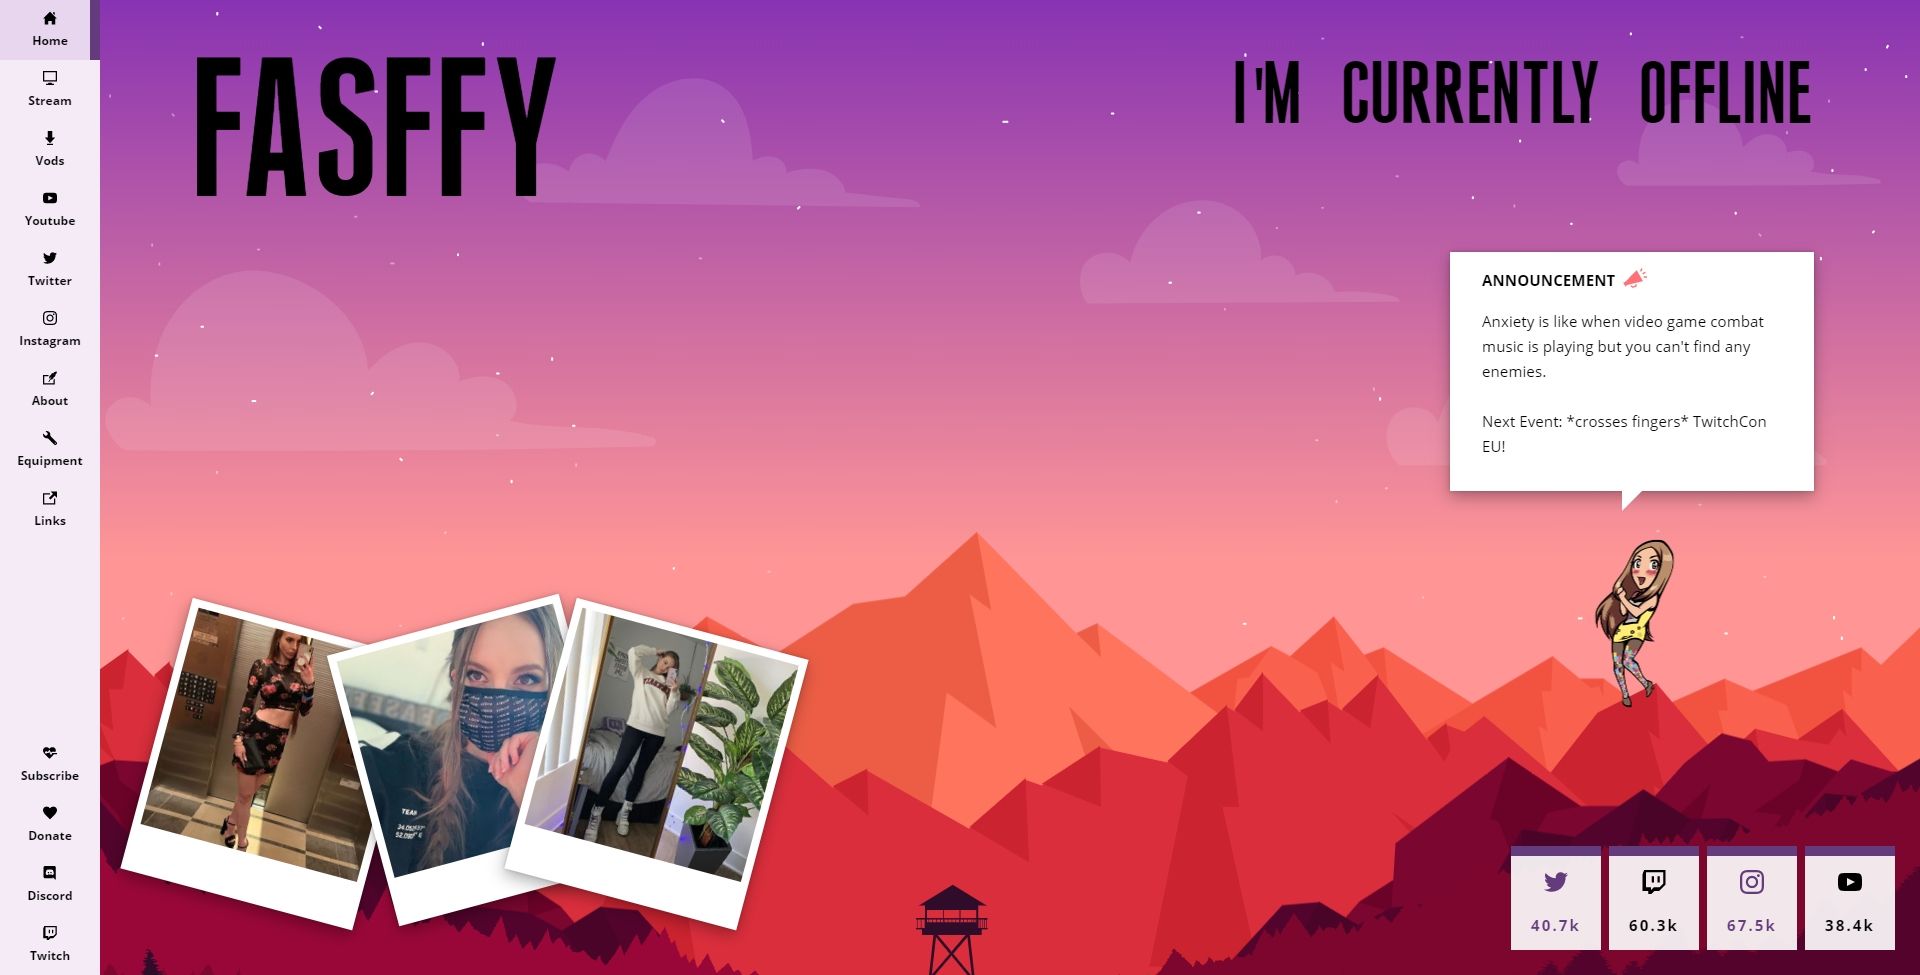 Home
Stream
Vods
Youtube
Twitter
Instagram
About
Equipment
Links
Subscribe
Donate
Discord
Twitch
FASFFY
I'M CURRENTLY OFFLINE
ANNOUNCEMENT
Anxiety is like when video game combat
music is playing but you can't find any
enemies.
Next Event: *crosses fingers* TwitchCon
EU!
TEAM
40.7k
60.3k
67.5k
38.4k